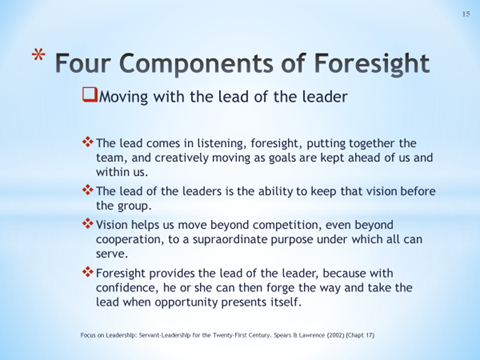 15
* Four Components of Foresight
❑Moving with the lead of the leader
❖The lead comes in listening, foresight, putting together the
team, and creatively moving as goals are kept ahead of us and
within us.
❖The lead of the leaders is the ability to keep that vision before
the group.
❖Vision helps us move beyond competition, even beyond
cooperation, to a supraordinate purpose under which all can
serve.
❖Foresight provides the lead of the leader, because with
confidence, he or she can then forge the way and take the
lead when opportunity presents itself.
Focus on Leadership: Servant-Leadership for the Twenty-First Century. Spears & Lawrence (2002) (Chapt 17)